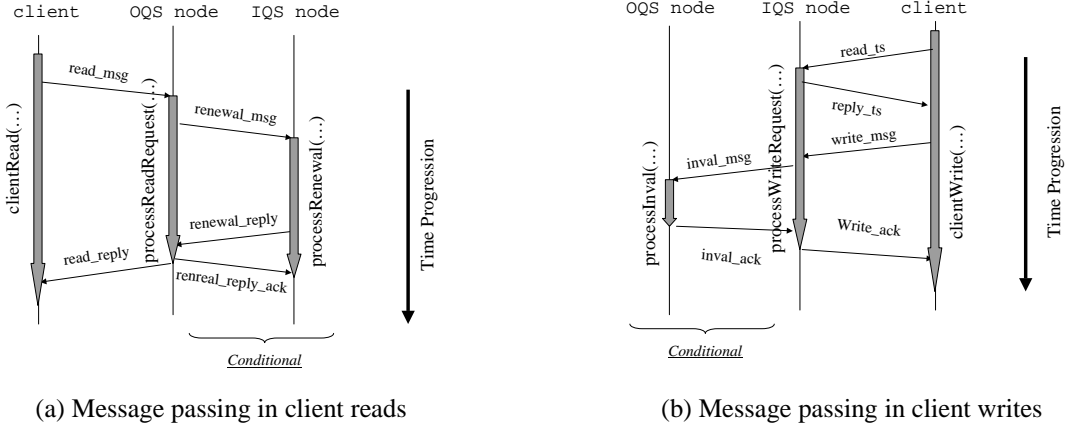 client OQS node IQS node
read_msg
renewal_msg
clientRead(…)
processReadRequest(…)
processRenewal(…)
renewal_reply
read_reply
renreal_reply_ack
Time Progression
Conditional
(a) Message passing in client reads
OQS node IQS node client
read_ts
reply_ts
write_msg
inval_msg
processInval(…)
processWriteRequest(…)
clientWrite(…)
Write_ack
inval_ack
Time Progression
Conditional
(b) Message passing in client writes